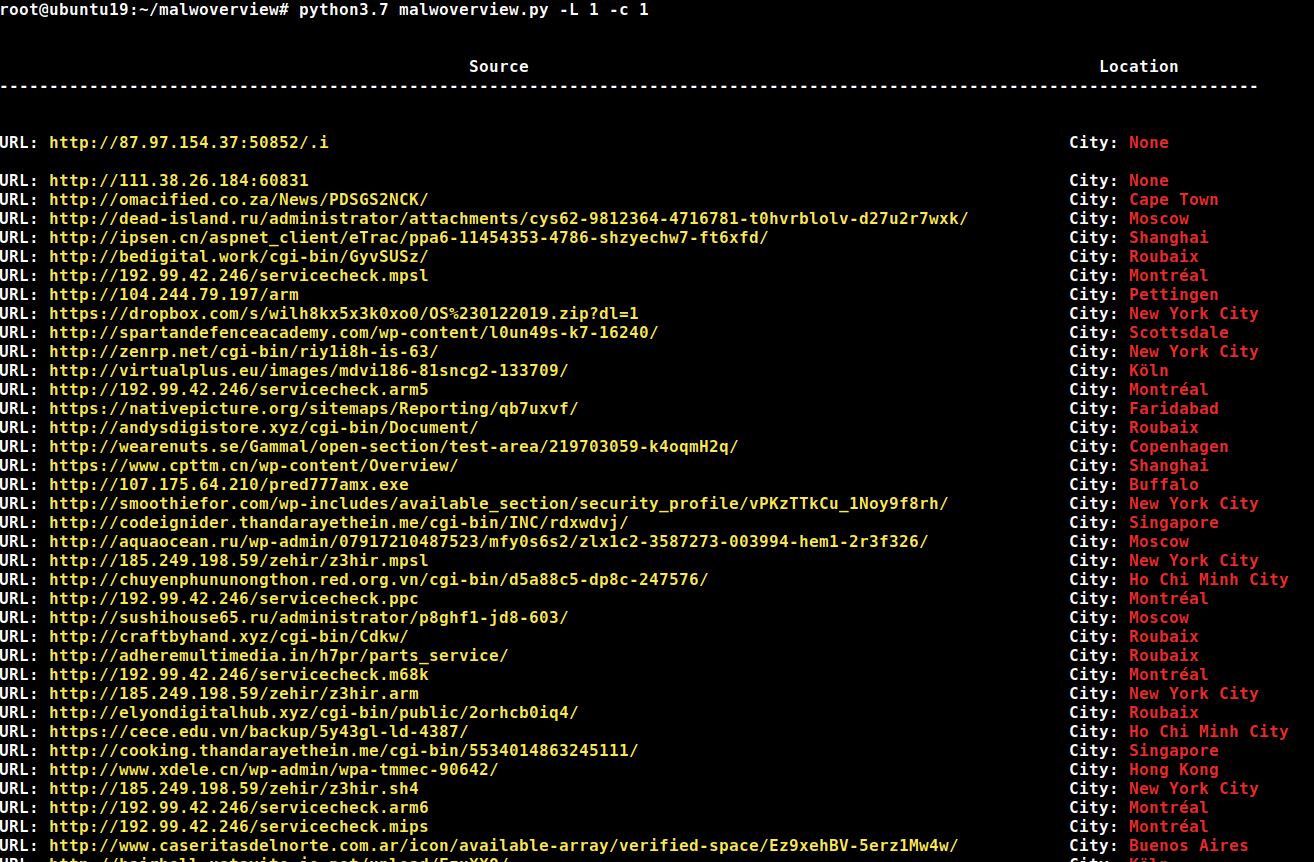 root@ubuntu19:~/malwoverview# python3.7 malwoverview.py -L 1 -c 1
Source Location
------------------------------------------------------------------------------------------------------------------------------
URL: http://87.97.154.37:50852/.i City: None
URL: http://111.38.26.184:60831 City: None
URL: http://omacified.co.za/News/PDSGS2NCK/ City: Cape Town
URL: http://dead-island.ru/administrator/attachments/cys62-9812364-4716781-t0hvrblolv-d27u2r7wxk/ City: Moscow
URL: http://ipsen.cn/aspnet_client/eTrac/ppa6-11454353-4786-shzyechw7-ft6xfd/ City: Shanghai
URL: http://bedigital.work/cgi-bin/GyvSUSz/ City: Roubaix
URL: http://192.99.42.246/servicecheck.mpsl City: Montréal
URL: http://104.244.79.197/arm City: Pettingen
URL: https://dropbox.com/s/wilh8kx5x3k0xo0/OS%230122019.zip?dl=1 City: New York City
URL: http://spartandefenceacademy.com/wp-content/l0un49s-k7-16240/ City: Scottsdale
URL: http://zenrp.net/cgi-bin/riy1i8h-is-63/ City: New York City
URL: http://virtualplus.eu/images/mdvi186-81sncg2-133709/ City: Köln
URL: http://192.99.42.246/servicecheck.arm5 City: Montréal
URL: https://nativepicture.org/sitemaps/Reporting/qb7uxvf/ City: Faridabad
URL: http://andysdigistore.xyz/cgi-bin/Document/ City: Roubaix
URL: http://wearenuts.se/Gammal/open-section/test-area/219703059-k4oqmH2q/ City: Copenhagen
URL: https://www.cpttm.cn/wp-content/Overview/ City: Shanghai
URL: http://107.175.64.210/pred777amx.exe City: Buffalo
URL: http://smoothiefor.com/wp-includes/available_section/security_profile/vPKzTTkCu_1Noy9f8rh/ City: New York City
URL: http://codeignider.thandarayethein.me/cgi-bin/INC/rdxwdvj/ City: Singapore
URL: http://aquaocean.ru/wp-admin/07917210487523/mfy0s6s2/zlx1c2-3587273-003994-hem1-2r3f326/ City: Moscow
URL: http://185.249.198.59/zehir/z3hir.mpsl City: New York City
URL: http://chuyenphununongthon.red.org.vn/cgi-bin/d5a88c5-dp8c-247576/ City: Ho Chi Minh City
URL: http://192.99.42.246/servicecheck.ppc City: Montréal
URL: http://sushihouse65.ru/administrator/p8ghf1-jd8-603/ City: Moscow
URL: http://craftbyhand.xyz/cgi-bin/Cdkw/ City: Roubaix
URL: http://adheremultimedia.in/h7pr/parts_service/ City: Roubaix
URL: http://192.99.42.246/servicecheck.m68k City: Montréal
URL: http://185.249.198.59/zehir/z3hir.arm City: New York City
URL: http://elyondigitalhub.xyz/cgi-bin/public/2orhcb0iq4/ City: Roubaix
URL: https://cece.edu.vn/backup/5y43gl-ld-4387/ City: Ho Chi Minh City
URL: http://cooking.thandarayethein.me/cgi-bin/5534014863245111/ City: Singapore
URL: http://www.xdele.cn/wp-admin/wpa-tmmec-90642/ City: Hong Kong
URL: http://185.249.198.59/zehir/z3hir.sh4 City: New York City
URL: http://192.99.42.246/servicecheck.arm6 City: Montréal
URL: http://192.99.42.246/servicecheck.mips City: Montréal
URL: http://www.caseritasdelnorte.com.ar/icon/available-array/verified-space/Ez9xehBV-5erz1Mw4w/ City: Buenos Aires